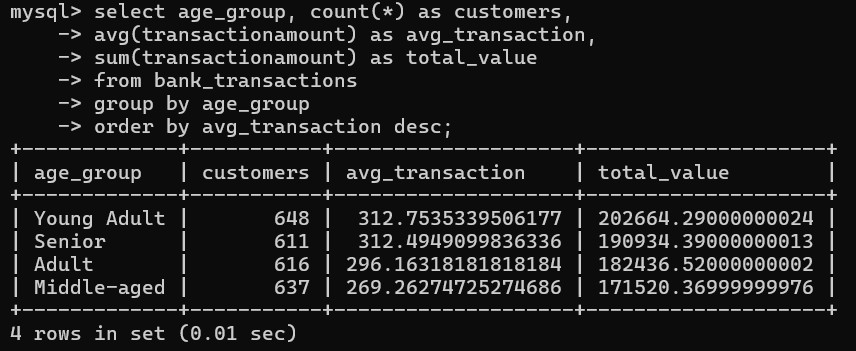 mysql> select age_group, count(*) as customers,
    -> avg(transactionamount) as avg_transaction,
    -> sum(transactionamount) as total_value
    -> from bank_transactions
    -> group by age_group
    -> order by avg_transaction desc;
+-------------+-----------+--------------------+--------------------+
| age_group   | customers | avg_transaction    | total_value        |
+-------------+-----------+--------------------+--------------------+
| Young Adult |       648 |  312.7535339506177 | 202664.29000000024 |
| Senior      |       611 |  312.4949099836336 | 190934.39000000013 |
| Adult       |       616 | 296.16318181818184 | 182436.52000000002 |
| Middle-aged |       637 | 269.26274725274686 | 171520.36999999976 |
+-------------+-----------+--------------------+--------------------+
4 rows in set (0.01 sec)